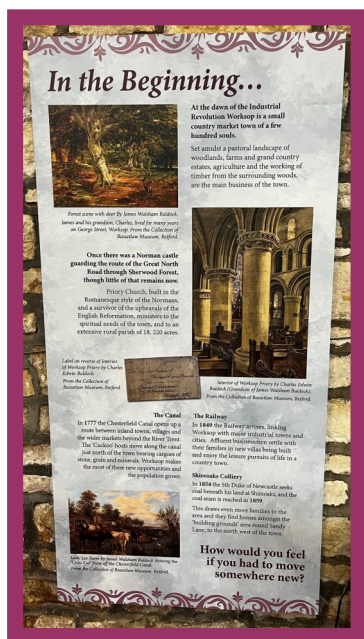 In the Beginning...
At the dawn of the Industrial
Revolution Worksop is a small
country market town of a few
hundred souls.
Set amidst a pastoral landscape of
woodlands, farms and grand country
estates, agriculture and the working of
timber from the surrounding woods,
are the main business of the town.
Forest scene with deer By James Walsham Baldock.
James and his grandson, Charles, lived for many years
on George Street, Worksop. From the Collection of
Bassetlaw Museum, Retford.
Once there was a Norman castle
guarding the route of the Great North
Road through Sherwood Forest,
though little of that remains now.
Priory Church, built in the
Romanesque style of the Normans,
and a survivor of the upheavals of the
English Reformation, ministers to the
spiritual needs of the town, and to an
extensive rural parish of 18, 220 acres.
Label on reverse of Interior
of Worksop Priory by Charles
Edwin Baldock
From the Collection of
Bassetlaw Museum, Retford
Interior of Worksop Priory by Charles Edwin
Baldock (Grandson of James Walsham Baldock).
From the Collection of Bassetlaw Museum, Retford.
The Canal
In 1777 the Chesterfield Canal opens up a
route between inland towns, villages and
the wider markets beyond the River Trent.
The 'Cuckoo' boats move along the canal
just north of the town bearing cargoes of
stone, grain and minerals. Worksop makes
the most of these new opportunities and
the population grows.
Lady Lee Farm by James Walsham Baldock showing the
'Cut' off the Chesterfield Canal.
From the Collection of Bassetlaw Museum, Retford.
The Railway
In 1849 the Railway arrives, linking
Worksop with major industrial towns and
cities. Affluent businessmen settle with
their families in new villas being built
and enjoy the leisure pursuits of life in a
country town.
Shireoaks Colliery
In 1854 the 5th Duke of Newcastle seeks
coal beneath his land at Shireoaks, and the
coal seam is reached in 1859.
This draws even more families to the
area and they find homes amongst the
'building grounds' area round Sandy
Lane, to the north west of the town.
How would you feel
if you had to move
somewhere new?